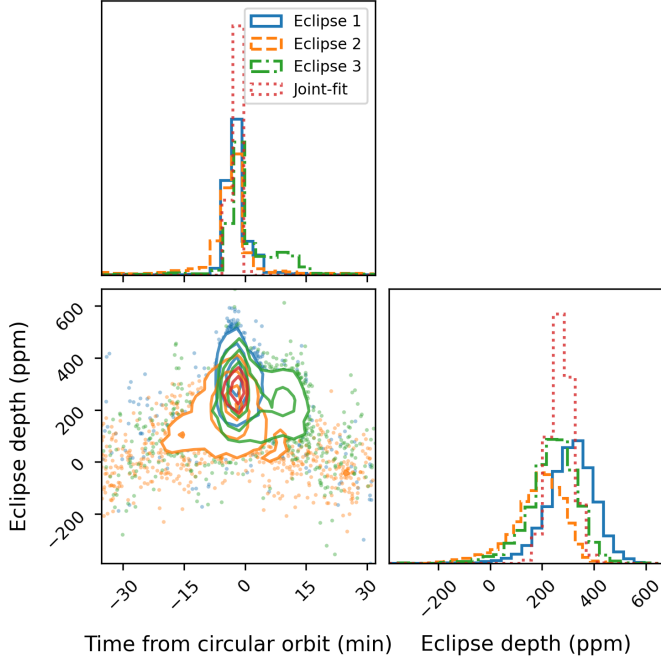 Eclipse 1
Eclipse 2
Eclipse 3
Joint-fit
600
400
200
0
−200
Eclipse depth (ppm)
−30
−15
0
15
30
−200
0
200
400
600
Time from circular orbit (min)
Eclipse depth (ppm)